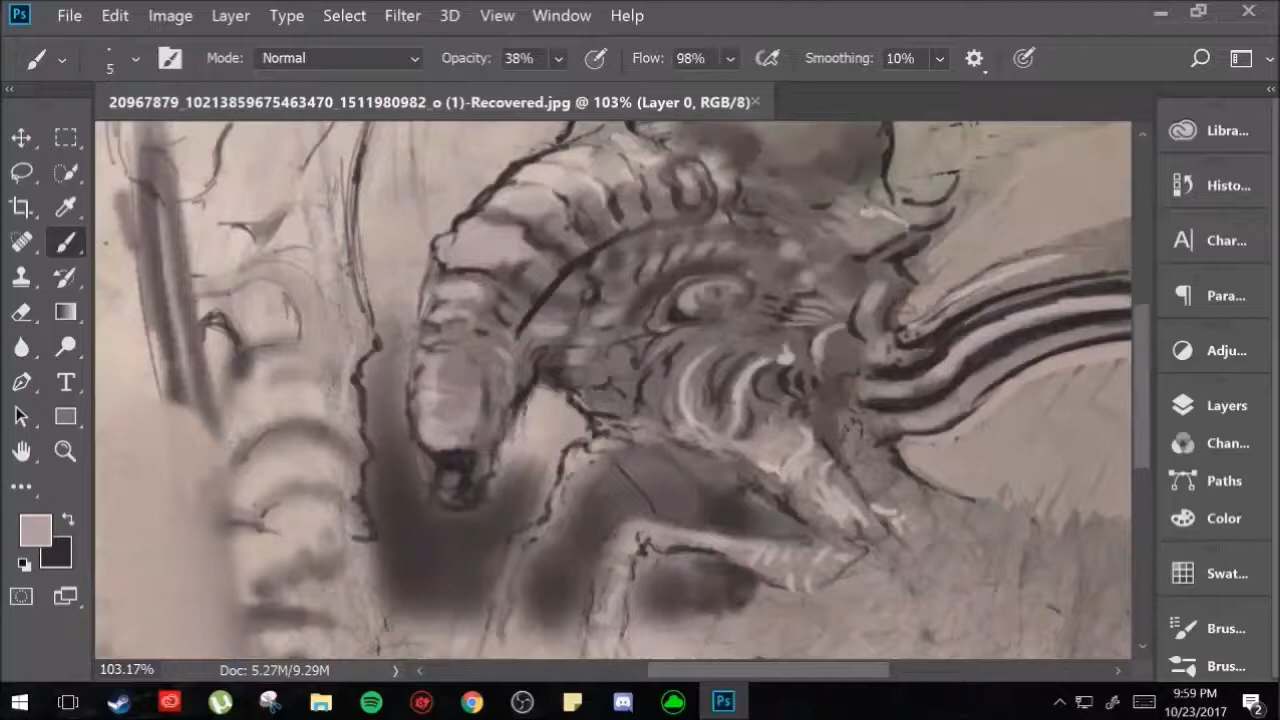 Ps File Edit Image Layer Type Select Filter 3D View Window Help
5 Mode: Normal Opacity: 38% Flow: 98% Smoothing: 10%
20967879_10213859675463470_1511980982_o (1)-Recovered.jpg @ 103% (Layer 0, RGB/8)
Libra...
Histo...
Char...
Para...
Adju...
Layers
Chan...
Paths
Color
Swat...
Brus...
Brus...
103.17% Doc: 5.27M/9.29M
Ps
9:59 PM
10/23/2017
2